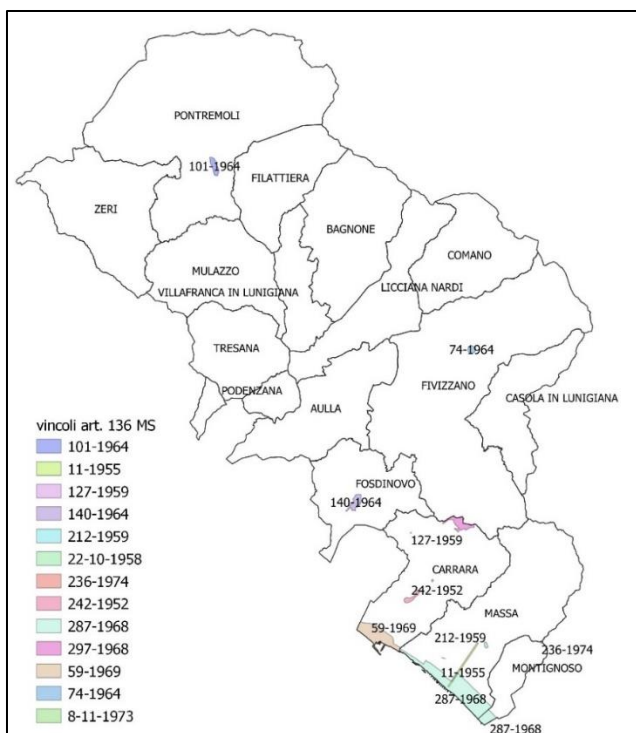 PONTREMOLI
101-1964
FILATTIERA
ZERI
BAGNONE
COMANO
MULAZZO
LICCIANA NARDI
VILLAFRANCA IN LUNIGIANA
TRESANA
74-1964
PODENZANA
FIVIZZANO
CASOLA IN LUNIGIANA
AULLA
vincoli art. 136 MS
101-1964
11-1955
127-1959
140-1964
212-1959
22-10-1958
236-1974
242-1952
287-1968
297-1968
59-1969
74-1964
8-11-1973
FOSDINOVO
140-1964
127-1959
CARRARA
242-1952
MASSA
59-1969
212-1959
236-1974
11-1955
MONTIGNOSO
287-1968
287-1968